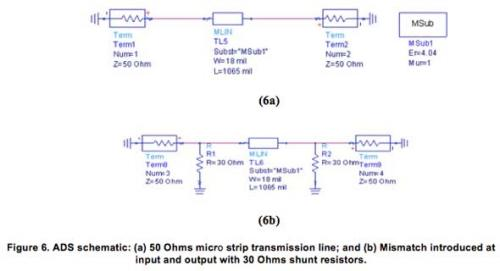 Term
Term1
Num=1
Z=50 Ohm
MLIN
TL5
Subst="MSub1"
W=18 mil
L=1065 mil
Term
Term2
Num=2
Z=50 Ohm
MSub
MSub1
Er=4.04
Mur=1
(6a)
Term
Num=3
Z=50 Ohm
R
R1
R=30 Ohm
MLIN
TL6
Subst="MSub1"
W=18 mil
L=1065 mil
R
R2
R=30 Ohm
Term
Num=4
Z=50 Ohm
(6b)
Figure 6. ADS schematic: (a) 50 Ohms micro strip transmission line; and (b) Mismatch introduced at
input and output with 30 Ohms shunt resistors.